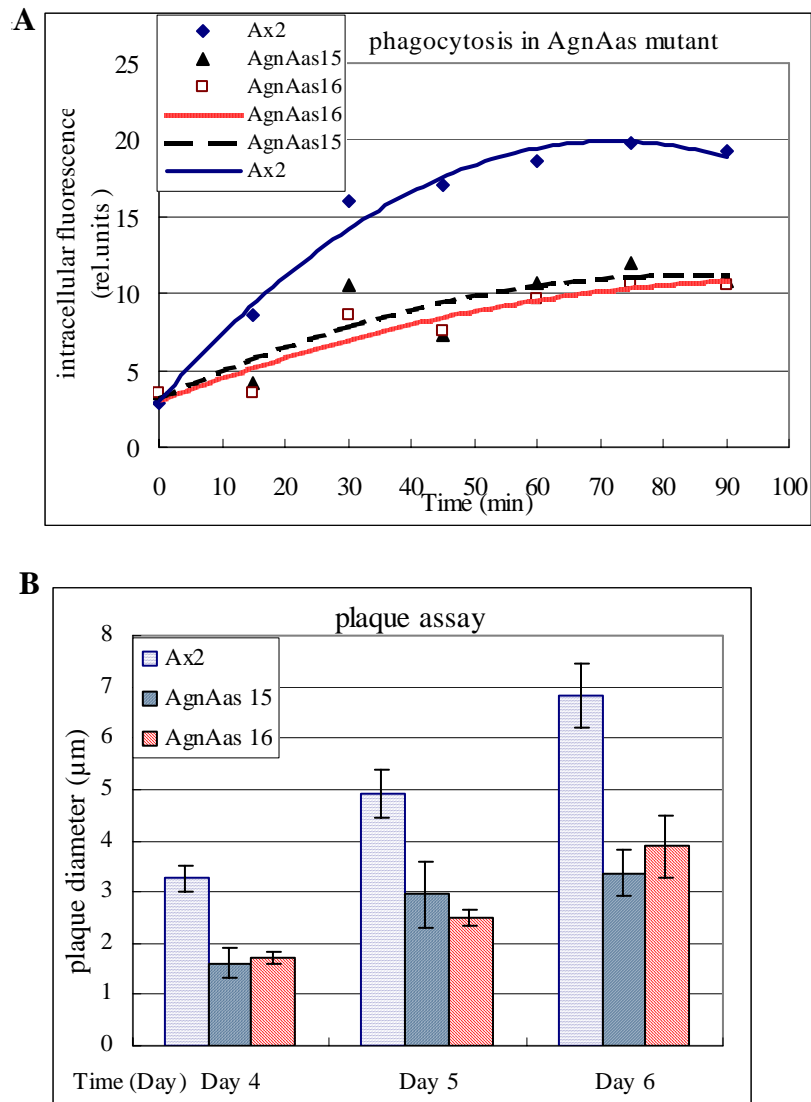 A
phagocytosis in AgnAas mutant
Ax2
AgnAas15
AgnAas16
AgnAas16
AgnAas15
Ax2
intracellular fluorescence
(rel.units)
25
20
15
10
5
0
0 10 20 30 40 50 60 70 80 90 100
Time (min)
B
plaque assay
Ax2
AgnAas 15
AgnAas 16
plaque diameter (µm)
8
7
6
5
4
3
2
1
0
Time (Day) Day 4 Day 5 Day 6